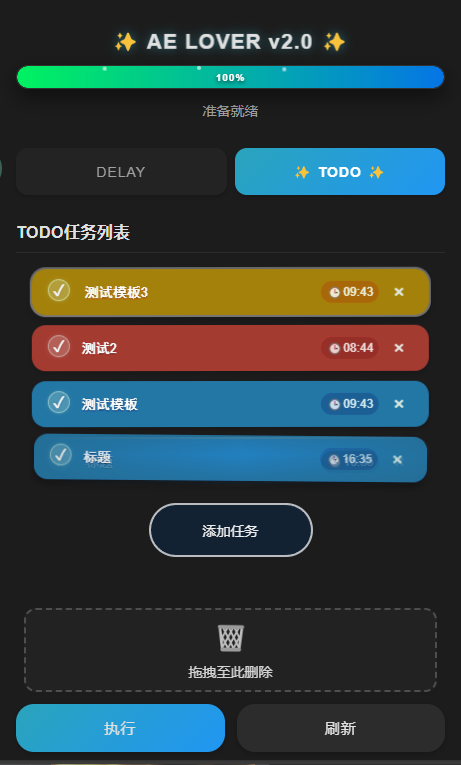 ✨ AE LOVER v2.0 ✨
100%
准备就绪
DELAY
✨ TODO ✨
TODO任务列表
测试模板3 09:43 ×
测试2 08:44 ×
测试模板 09:43 ×
标题 16:35 ×
添加任务
拖拽至此删除
执行
刷新